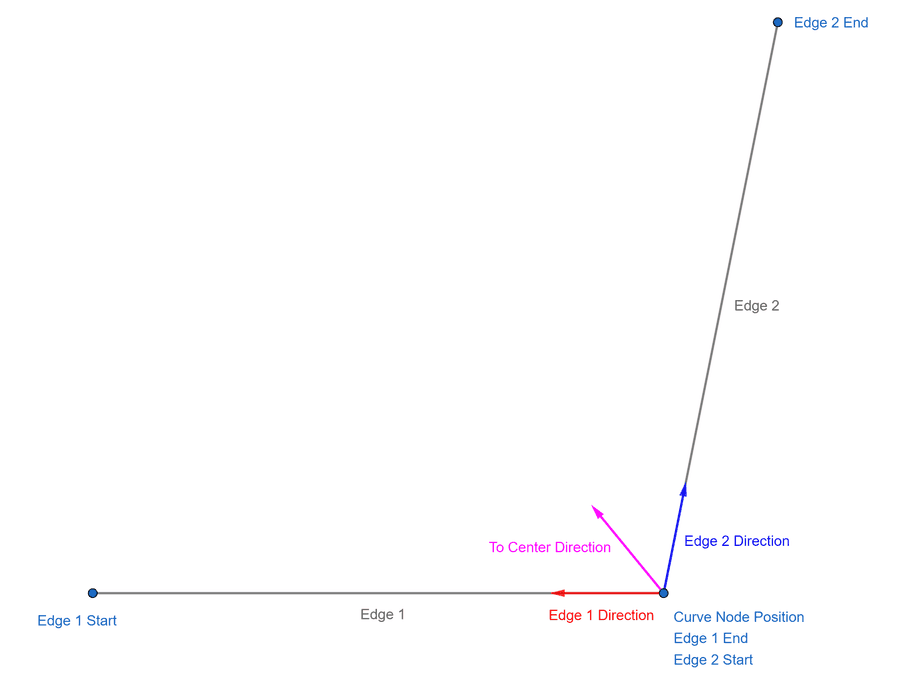 Edge 2 End
Edge 2
Edge 2 Direction
To Center Direction
Edge 1 Start
Edge 1
Edge 1 Direction
Curve Node Position
Edge 1 End
Edge 2 Start